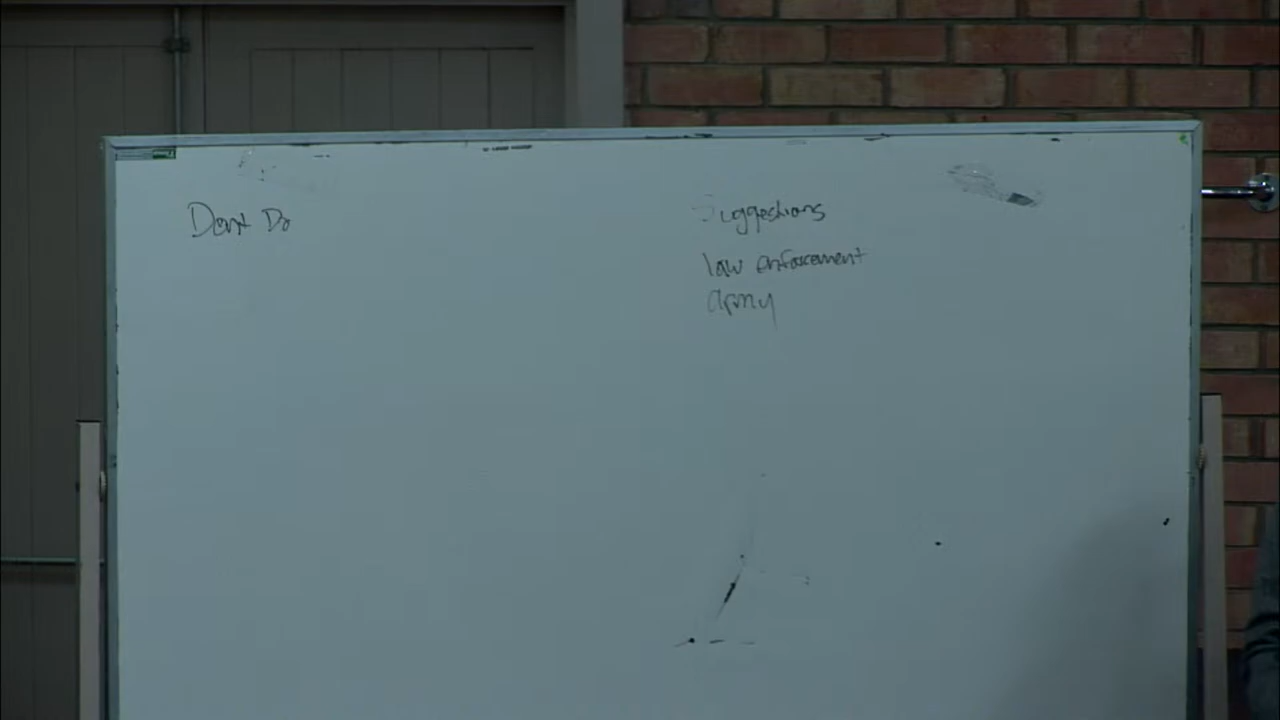 Dont Do
Suggestions
law enforcement
army